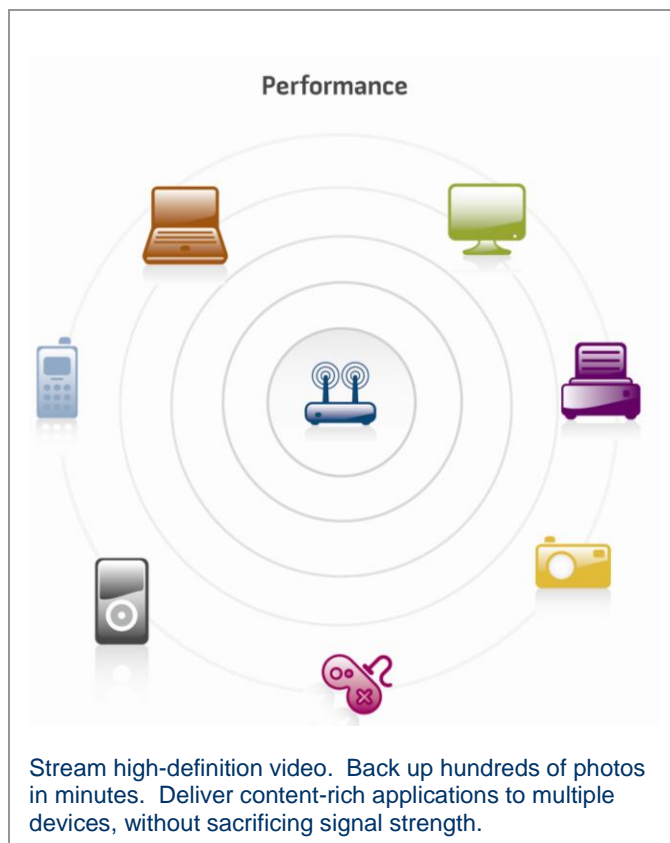 Performance
Stream high-definition video.  Back up hundreds of photos
in minutes.  Deliver content-rich applications to multiple
devices, without sacrificing signal strength.